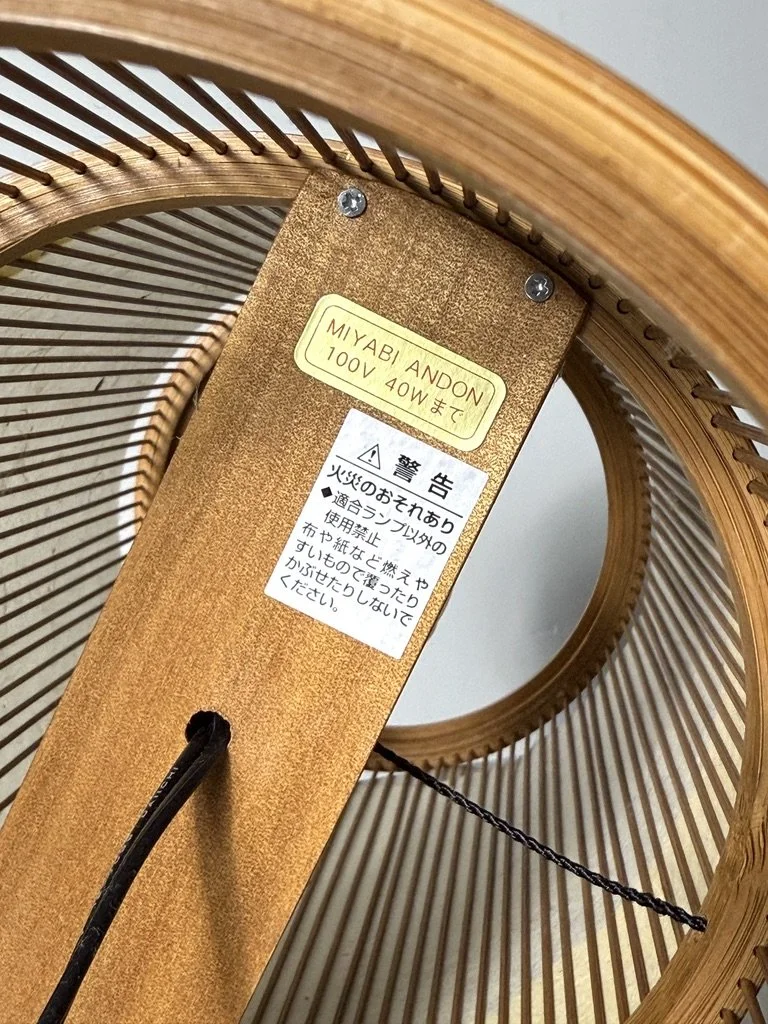 MIYABI ANDON
100V 40Wまで
⚠ 警告
火災のおそれあり
◆適合ランプ以外の
使用禁止
布や紙など燃えや
すいもので覆ったり
かぶせたりしないで
ください。